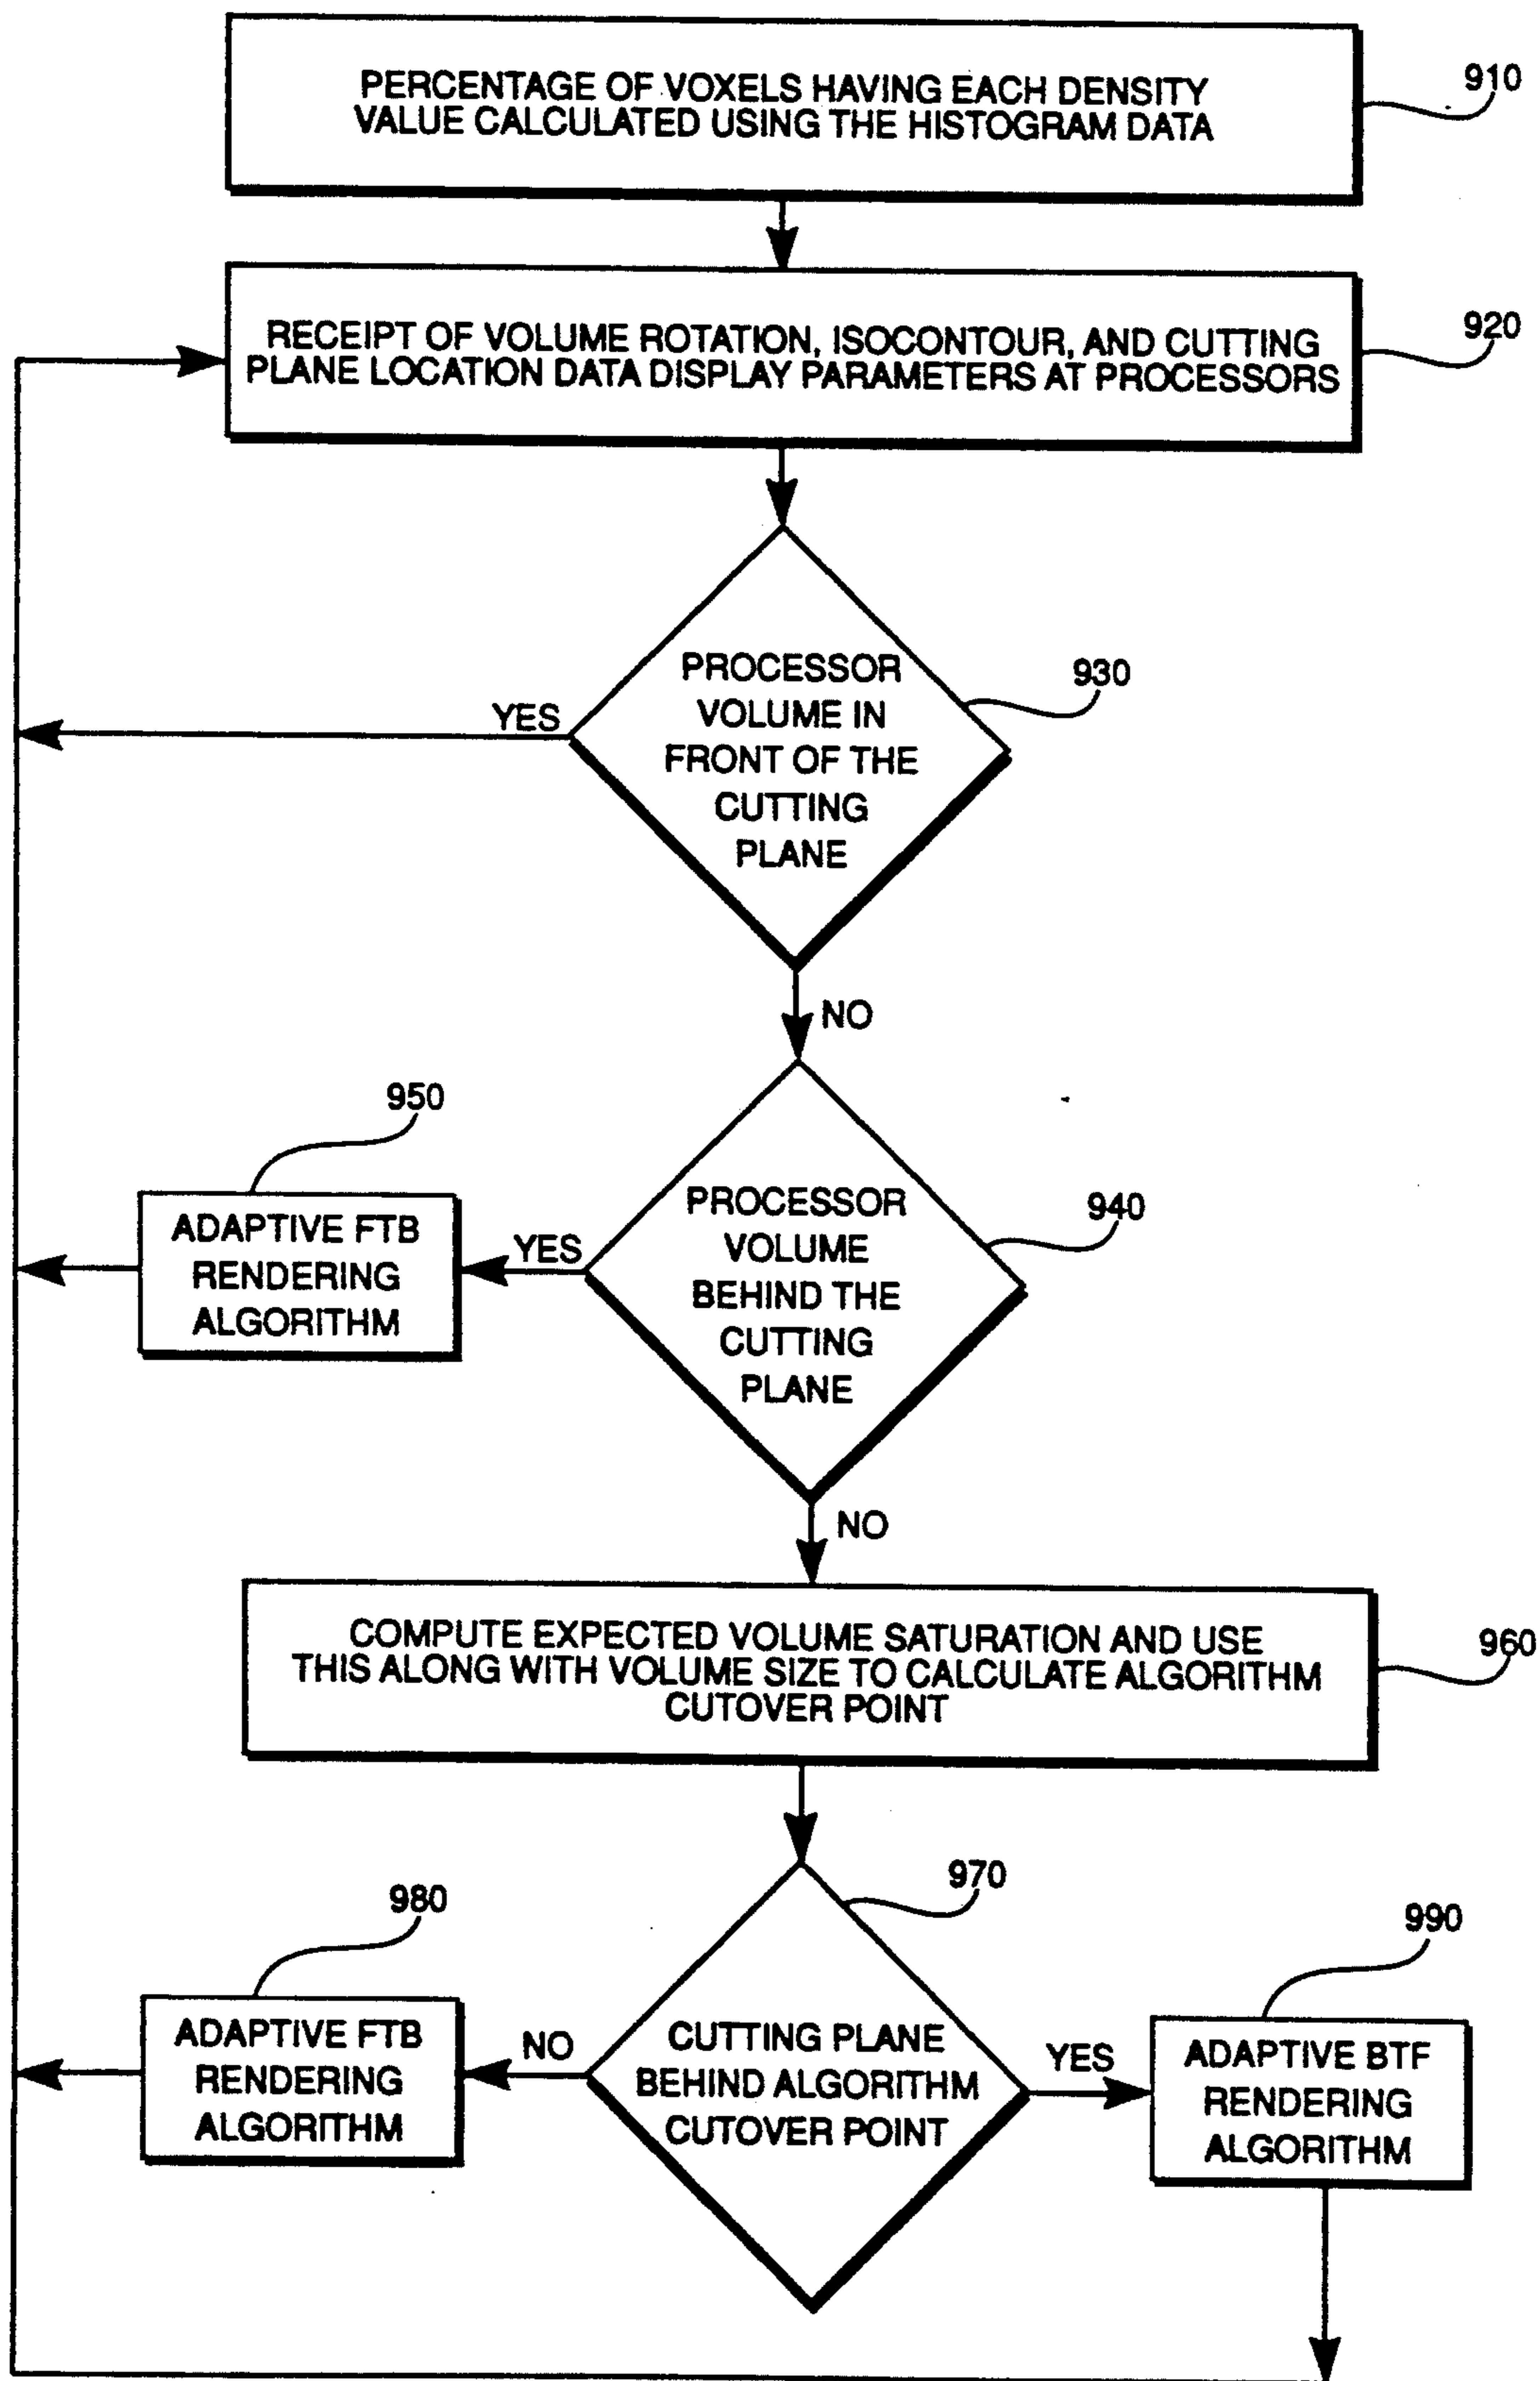 PERCENTAGE OF VOXELS HAVING EACH DENSITY
VALUE CALCULATED USING THE HISTOGRAM DATA
910
RECEIPT OF VOLUME ROTATION, ISOCONTOUR, AND CUTTING
PLANE LOCATION DATA DISPLAY PARAMETERS AT PROCESSORS
920
PROCESSOR
VOLUME IN
FRONT OF THE
CUTTING
PLANE
930
YES
NO
950
ADAPTIVE FTB
RENDERING
ALGORITHM
YES
PROCESSOR
VOLUME
BEHIND THE
CUTTING
PLANE
940
NO
COMPUTE EXPECTED VOLUME SATURATION AND USE
THIS ALONG WITH VOLUME SIZE TO CALCULATE ALGORITHM
CUTOVER POINT
960
970
980
ADAPTIVE FTB
RENDERING
ALGORITHM
NO
CUTTING PLANE
BEHIND ALGORITHM
CUTOVER POINT
YES
990
ADAPTIVE BTF
RENDERING
ALGORITHM